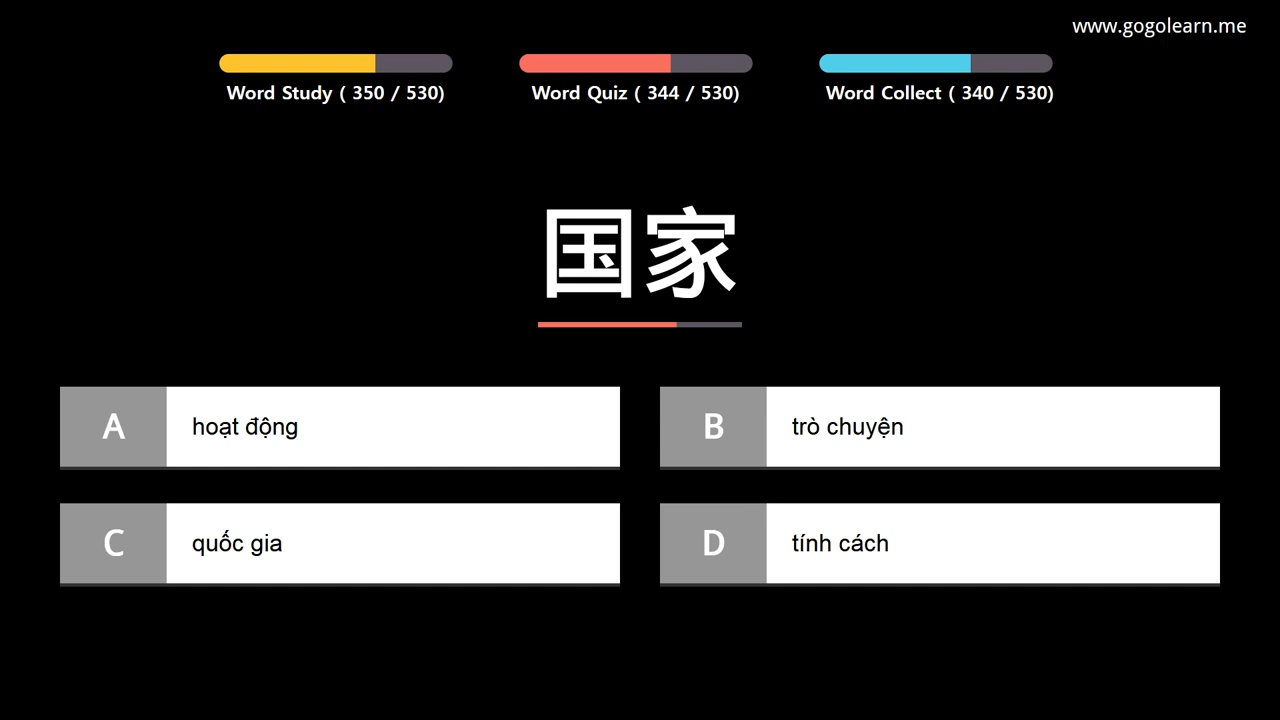 www.gogolearn.me
Word Study ( 350 / 530)
Word Quiz ( 344 / 530)
Word Collect ( 340 / 530)
国家
A hoạt động
B trò chuyện
C quốc gia
D tính cách